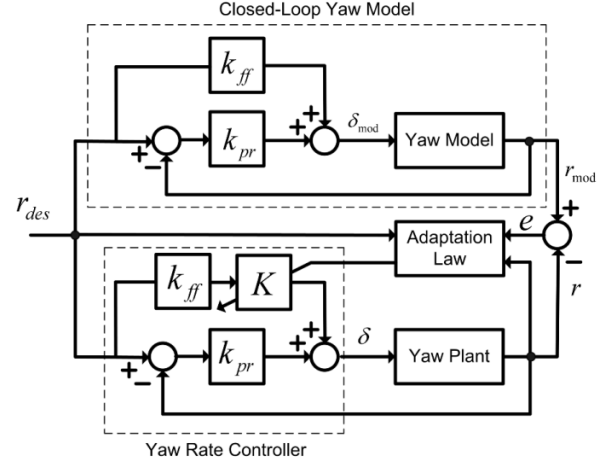 Closed-Loop Yaw Model
k_ff
+
+ +
k_pr
δ_mod
Yaw Model
+
−
r_mod
r_des
+
e
Adaptation
Law
−
r
k_ff
K
+
+ +
k_pr
δ
Yaw Plant
+
−
Yaw Rate Controller